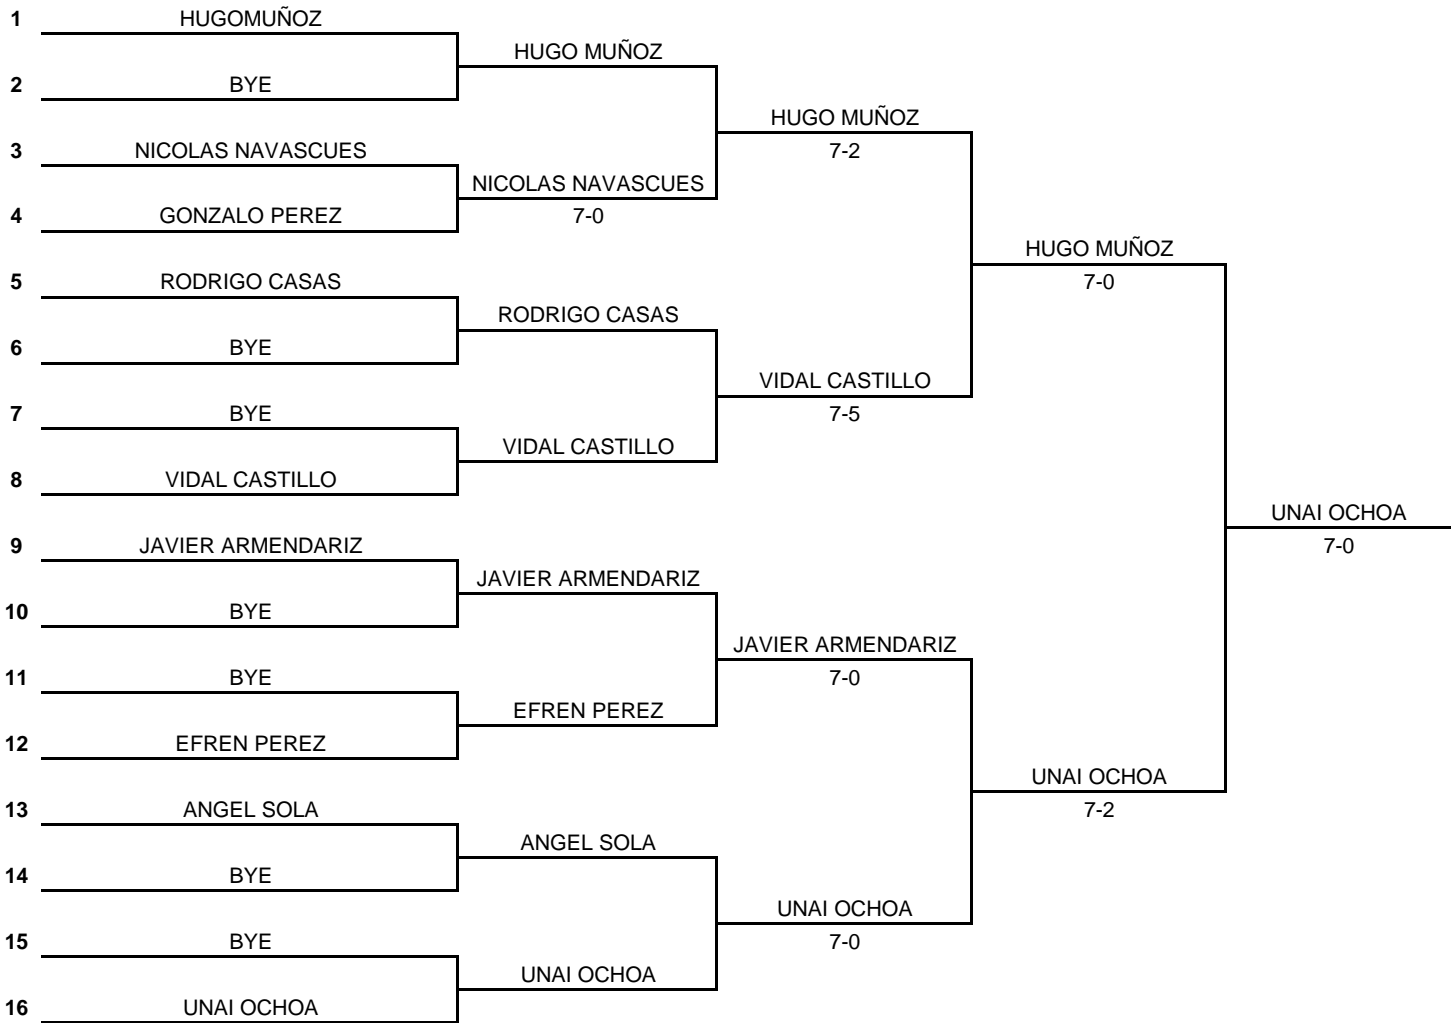 1 HUGOMUÑOZ
HUGO MUÑOZ
2 BYE
HUGO MUÑOZ
7-2
3 NICOLAS NAVASCUES
NICOLAS NAVASCUES
7-0
4 GONZALO PEREZ
HUGO MUÑOZ
7-0
5 RODRIGO CASAS
RODRIGO CASAS
6 BYE
VIDAL CASTILLO
7-5
7 BYE
VIDAL CASTILLO
8 VIDAL CASTILLO
UNAI OCHOA
7-0
9 JAVIER ARMENDARIZ
JAVIER ARMENDARIZ
10 BYE
JAVIER ARMENDARIZ
7-0
11 BYE
EFREN PEREZ
12 EFREN PEREZ
UNAI OCHOA
7-2
13 ANGEL SOLA
ANGEL SOLA
14 BYE
UNAI OCHOA
7-0
15 BYE
UNAI OCHOA
16 UNAI OCHOA